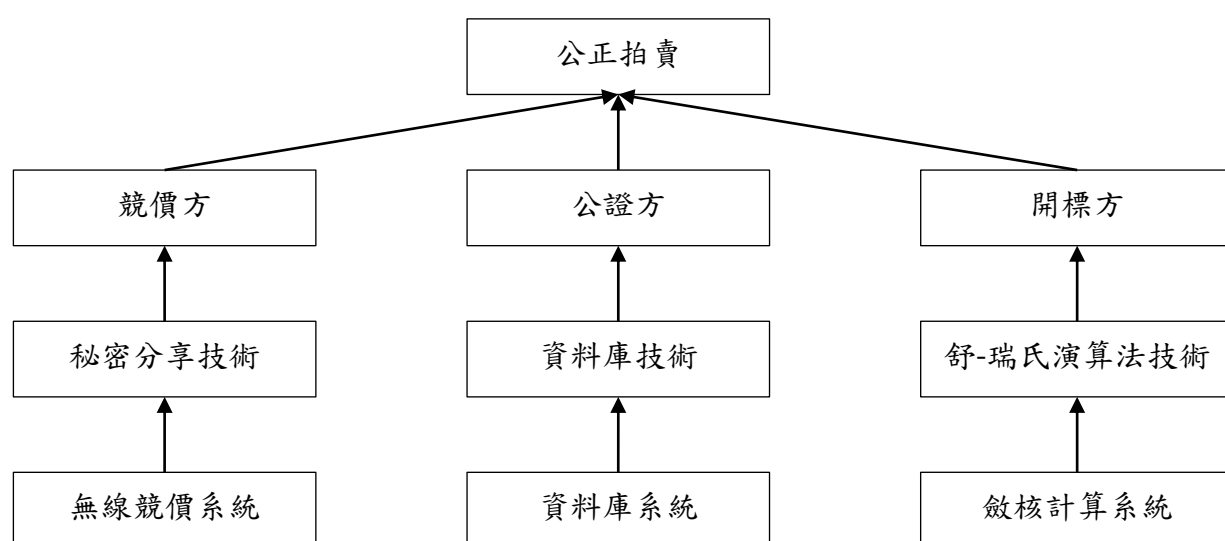 公正拍賣
競價方
公證方
開標方
秘密分享技術
資料庫技術
舒-瑞氏演算法技術
無線競價系統
資料庫系統
斂核計算系統